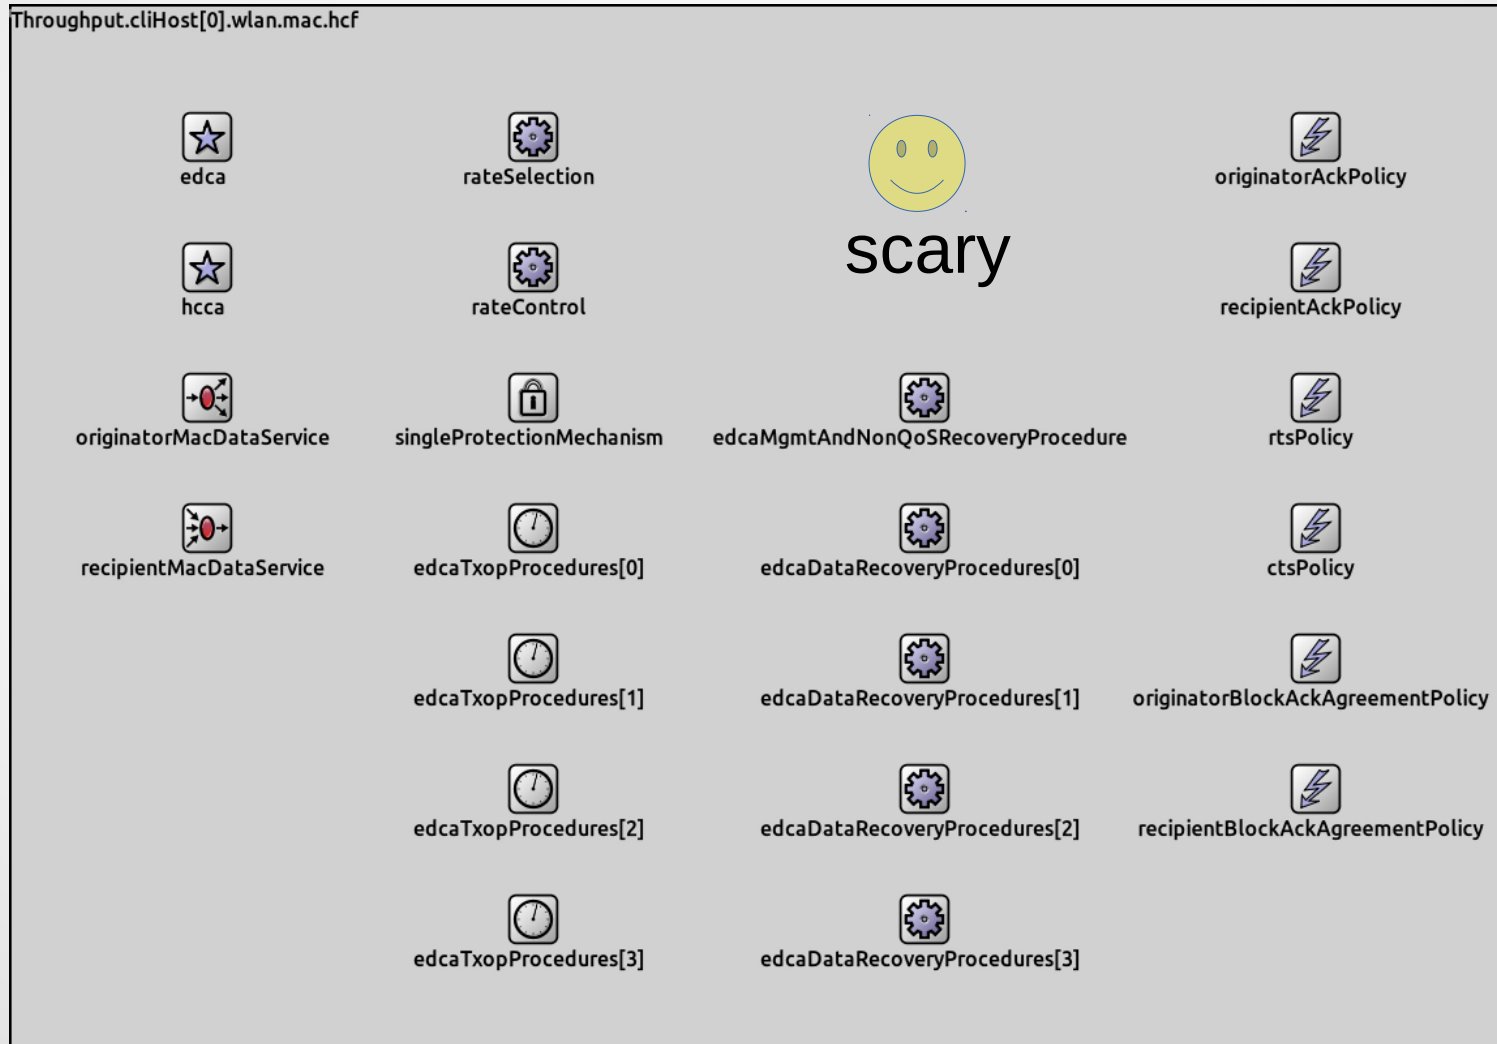 Throughput.cliHost[0].wlan.mac.hcf
edca
rateSelection
originatorAckPolicy
scary
hcca
rateControl
recipientAckPolicy
originatorMacDataService
singleProtectionMechanism
edcaMgmtAndNonQoSRecoveryProcedure
rtsPolicy
recipientMacDataService
edcaTxopProcedures[0]
edcaDataRecoveryProcedures[0]
ctsPolicy
edcaTxopProcedures[1]
edcaDataRecoveryProcedures[1]
originatorBlockAckAgreementPolicy
edcaTxopProcedures[2]
edcaDataRecoveryProcedures[2]
recipientBlockAckAgreementPolicy
edcaTxopProcedures[3]
edcaDataRecoveryProcedures[3]